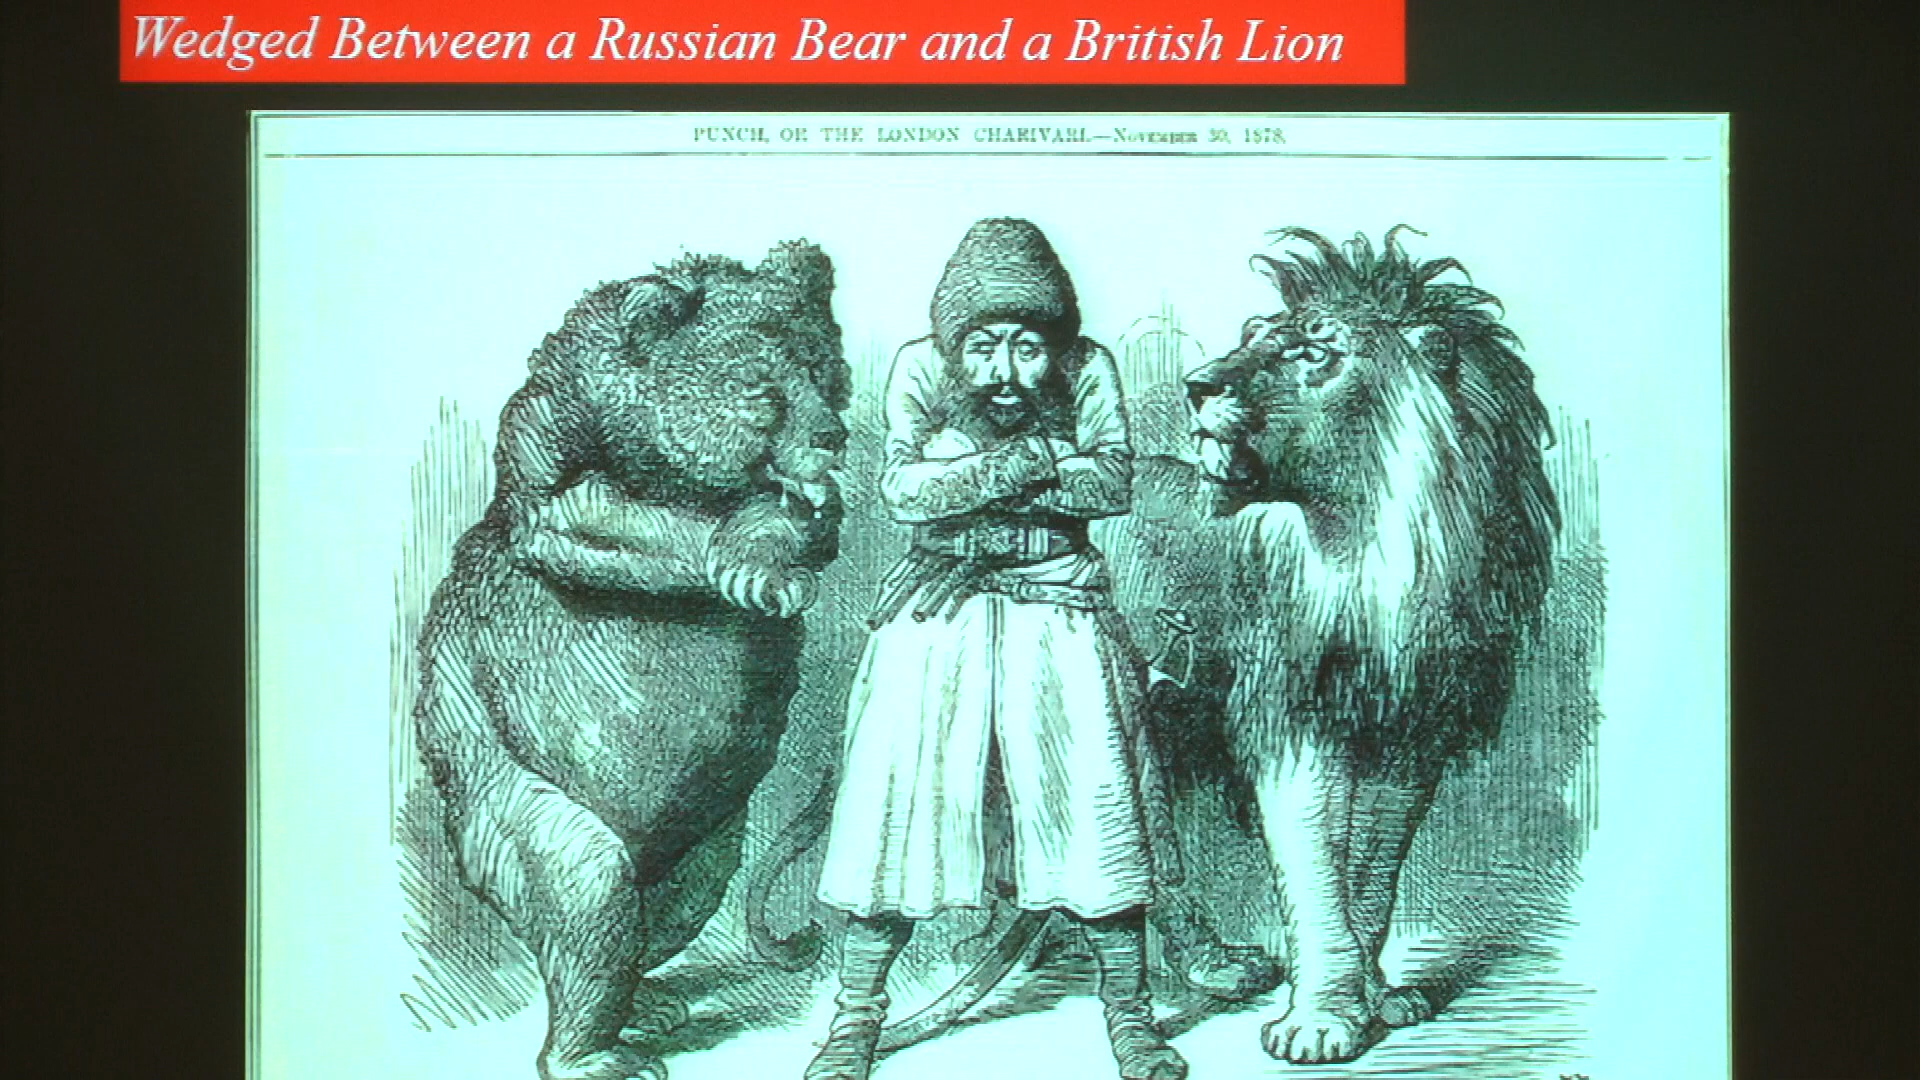 Wedged Between a Russian Bear and a British Lion
PUNCH, OR THE LONDON CHARIVARI.—NOVEMBER 30, 1878.